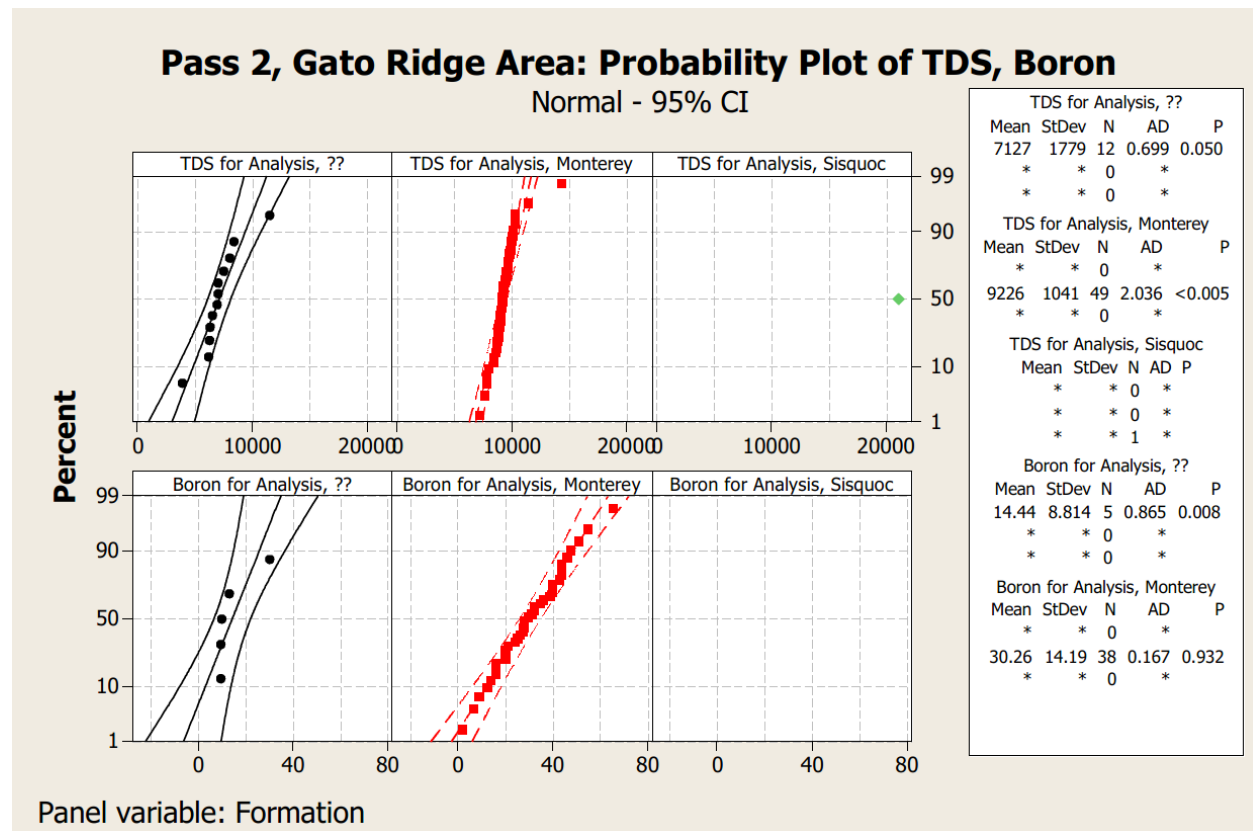 Pass 2, Gato Ridge Area: Probability Plot of TDS, Boron
Normal - 95% CI
TDS for Analysis, ?? TDS for Analysis, Monterey TDS for Analysis, Sisquoc
99
90
50
10
1
0 10000 20000 0 10000 20000 0 10000 20000
Percent
Boron for Analysis, ?? Boron for Analysis, Monterey Boron for Analysis, Sisquoc
99
90
50
10
1
0 40 80 0 40 80 0 40 80
Panel variable: Formation
TDS for Analysis, ??
Mean StDev N AD P
7127 1779 12 0.699 0.050
* * 0 *
* * 0 *
TDS for Analysis, Monterey
Mean StDev N AD P
* * 0 *
9226 1041 49 2.036 <0.005
* * 0 *
TDS for Analysis, Sisquoc
Mean StDev N AD P
* * 0 *
* * 0 *
* * 1 *
Boron for Analysis, ??
Mean StDev N AD P
14.44 8.814 5 0.865 0.008
* * 0 *
* * 0 *
Boron for Analysis, Monterey
Mean StDev N AD P
* * 0 *
30.26 14.19 38 0.167 0.932
* * 0 *